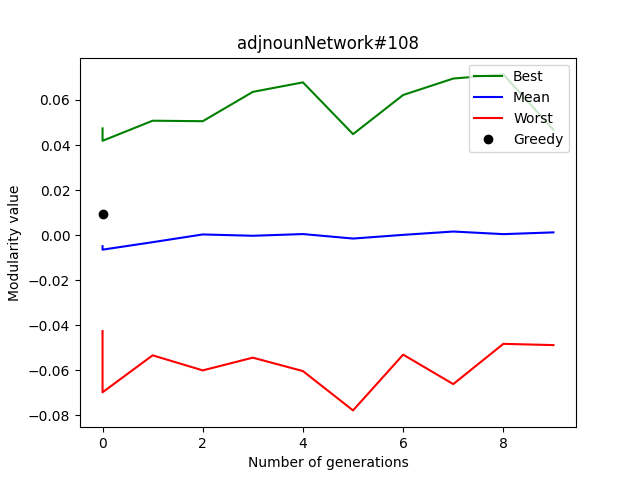 adjnounNetwork#108
Best
Mean
Worst
Greedy
Modularity value
0.06
0.04
0.02
0.00
−0.02
−0.04
−0.06
−0.08
0 2 4 6 8
Number of generations